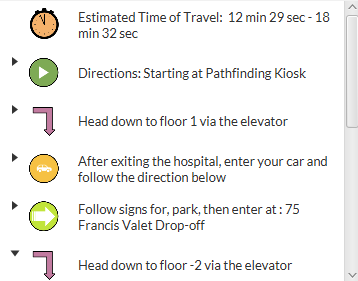 Estimated Time of Travel: 12 min 29 sec - 18
min 32 sec
Directions: Starting at Pathfinding Kiosk
Head down to floor 1 via the elevator
After exiting the hospital, enter your car and
follow the direction below
Follow signs for, park, then enter at : 75
Francis Valet Drop-off
Head down to floor -2 via the elevator